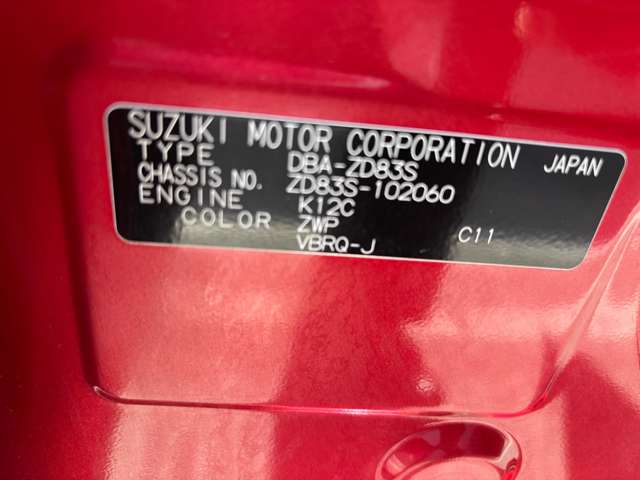 SUZUKI MOTOR CORPORATION JAPAN
TYPE DBA-ZD83S
CHASSIS NO. ZD83S-102060
ENGINE K12C
COLOR ZWP C11
VBRQ-J